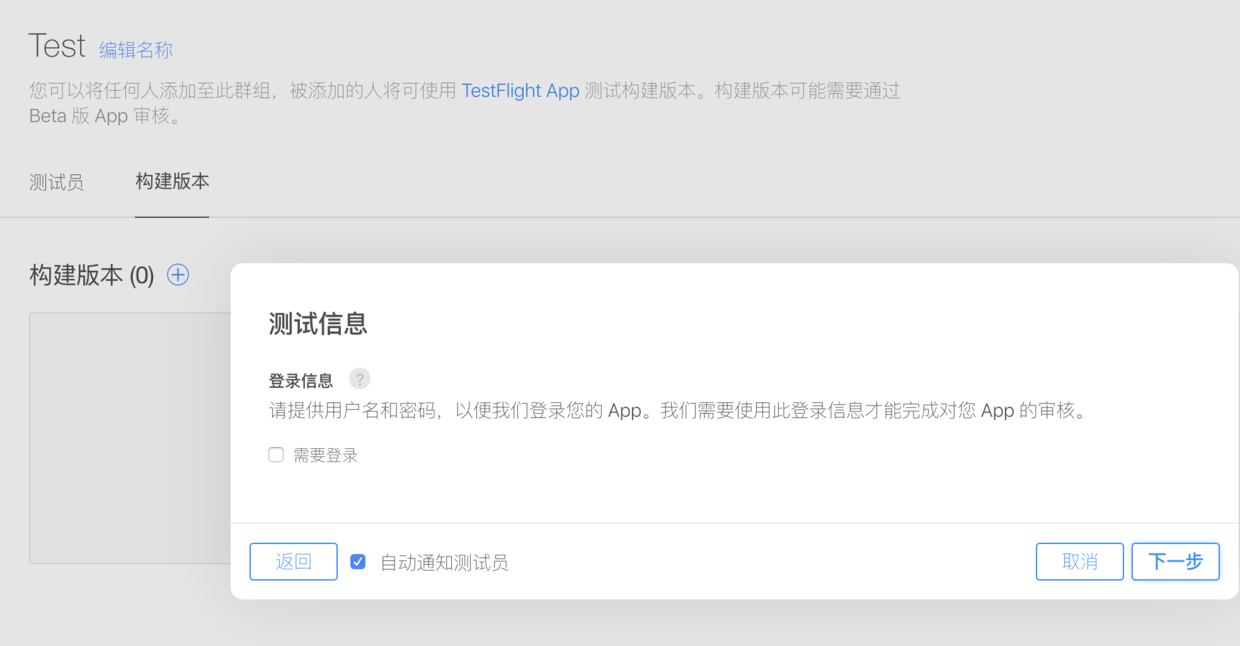 Test 编辑名称
您可以将任何人添加至此群组，被添加的人将可使用 TestFlight App 测试构建版本。构建版本可能需要通过
Beta 版 App 审核。
测试员 构建版本
构建版本 (0)
测试信息
登录信息 ?
请提供用户名和密码，以便我们登录您的 App。我们需要使用此登录信息才能完成对您 App 的审核。
需要登录
返回 自动通知测试员 取消 下一步